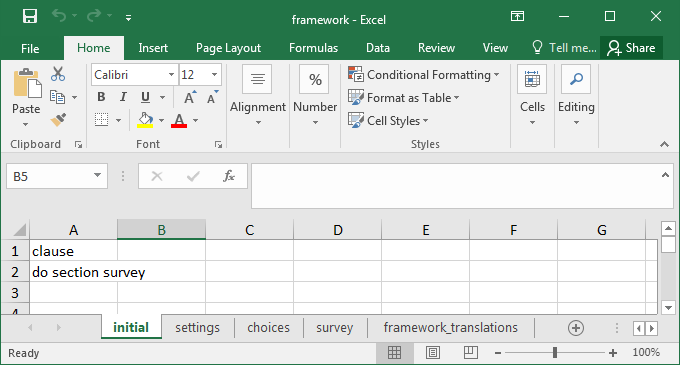 framework - Excel
File Home Insert Page Layout Formulas Data Review View Tell me... Share
Calibri 12 Conditional Formatting
Paste B I U A A Alignment % Number Format as Table Cells Editing
A Cell Styles
Clipboard Font Styles
B5 fx
A B C D E F G
1 clause
2 do section survey
3
4
initial settings choices survey framework_translations
Ready 100%